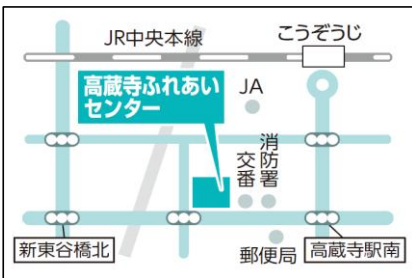 JR中央本線
こうぞうじ
高蔵寺ふれあい
センター
JA
消防署
交番
新東谷橋北
郵便局
高蔵寺駅南